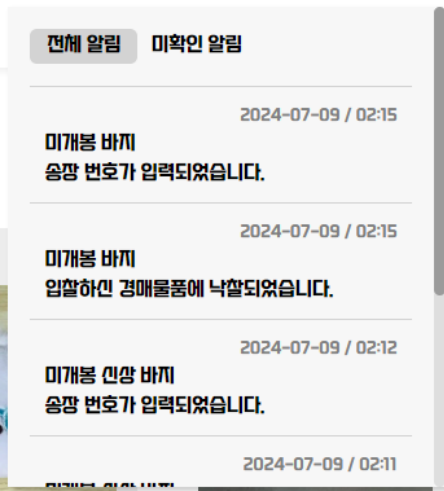 전체 알림 미확인 알림
2024-07-09 / 02:15
미개봉 바지
송장 번호가 입력되었습니다.
2024-07-09 / 02:15
미개봉 바지
입찰하신 경매물품에 낙찰되었습니다.
2024-07-09 / 02:12
미개봉 신상 바지
송장 번호가 입력되었습니다.
2024-07-09 / 02:11